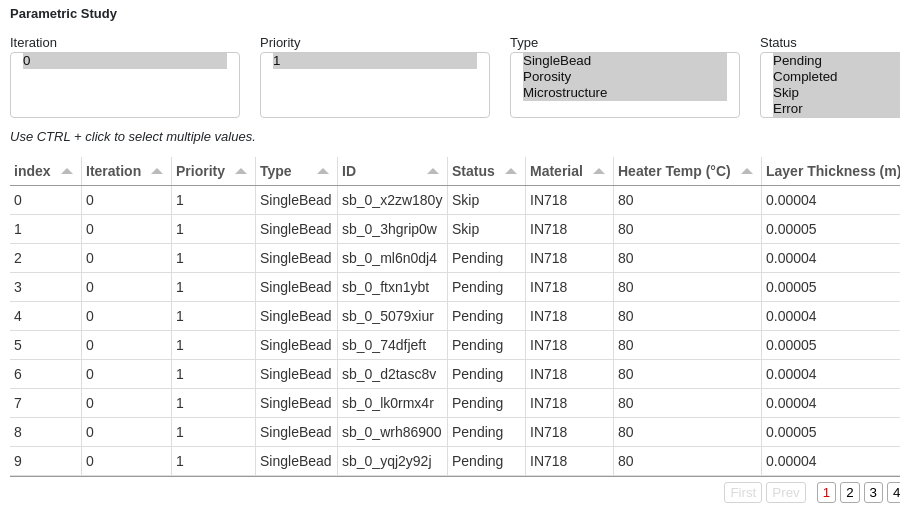 Parametric Study
Iteration Priority Type Status
0 1 SingleBead Pending
Porosity Completed
Microstructure Skip
Error
Use CTRL + click to select multiple values.
index Iteration Priority Type ID Status Material Heater Temp (°C) Layer Thickness (m)
0 0 1 SingleBead sb_0_x2zw180y Skip IN718 80 0.00004
1 0 1 SingleBead sb_0_3hgrip0w Skip IN718 80 0.00005
2 0 1 SingleBead sb_0_ml6n0dj4 Pending IN718 80 0.00004
3 0 1 SingleBead sb_0_ftxn1ybt Pending IN718 80 0.00005
4 0 1 SingleBead sb_0_5079xiur Pending IN718 80 0.00004
5 0 1 SingleBead sb_0_74dfjeft Pending IN718 80 0.00005
6 0 1 SingleBead sb_0_d2tasc8v Pending IN718 80 0.00004
7 0 1 SingleBead sb_0_lk0rmx4r Pending IN718 80 0.00004
8 0 1 SingleBead sb_0_wrh86900 Pending IN718 80 0.00005
9 0 1 SingleBead sb_0_yqj2y92j Pending IN718 80 0.00004
First Prev 1 2 3 4